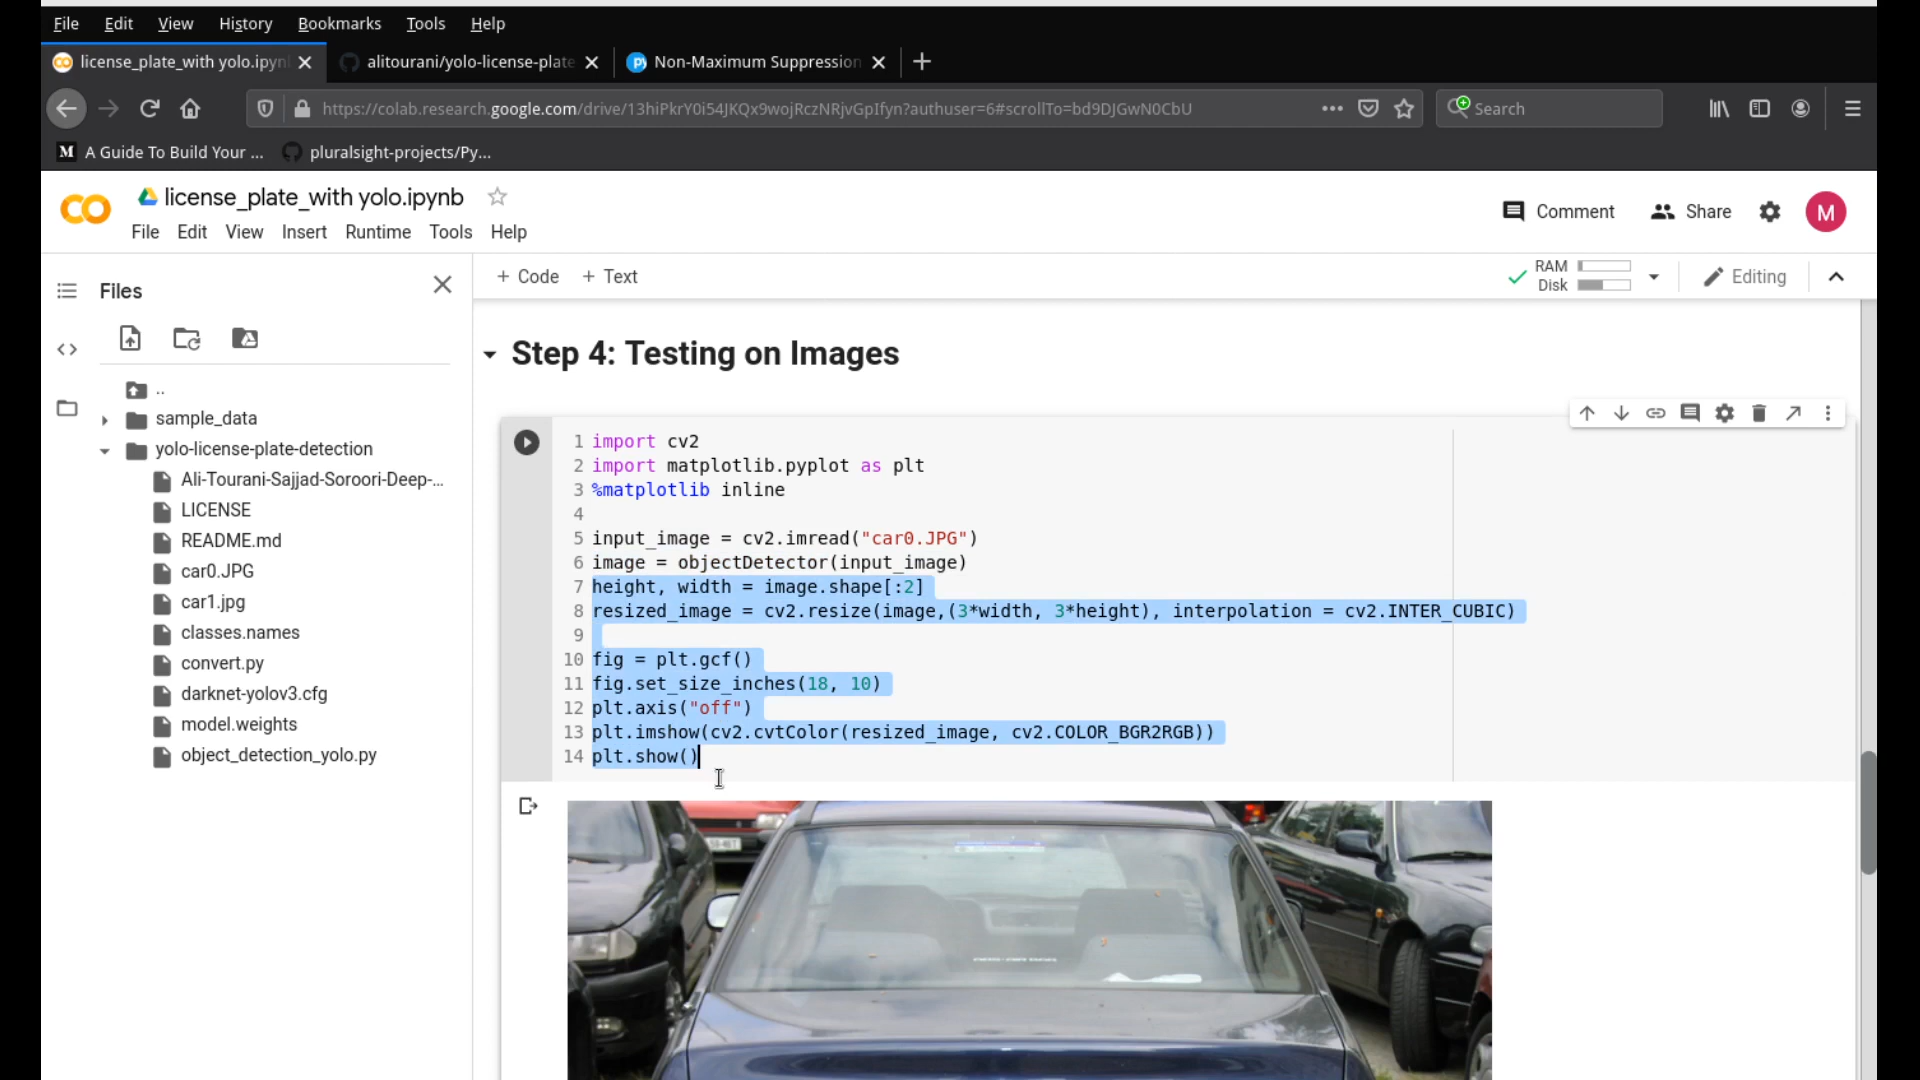 File Edit View History Bookmarks Tools Help
license_plate_with yolo.ipyn alitourani/yolo-license-plate Non-Maximum Suppression
https://colab.research.google.com/drive/13hiPkrY0i54JKQx9wojRczNRjvGpIfyn?authuser=6#scrollTo=bd9DJGwN0CbU Search
M A Guide To Build Your ... pluralsight-projects/Py...
license_plate_with yolo.ipynb
Comment Share M
File Edit View Insert Runtime Tools Help
Files
+ Code + Text
RAM
Disk
Editing
..
sample_data
yolo-license-plate-detection
Ali-Tourani-Sajjad-Soroori-Deep-...
LICENSE
README.md
car0.JPG
car1.jpg
classes.names
convert.py
darknet-yolov3.cfg
model.weights
object_detection_yolo.py
Step 4: Testing on Images
1 import cv2
2 import matplotlib.pyplot as plt
3 %matplotlib inline
4
5 input_image = cv2.imread("car0.JPG")
6 image = objectDetector(input_image)
7 height, width = image.shape[:2]
8 resized_image = cv2.resize(image,(3*width, 3*height), interpolation = cv2.INTER_CUBIC)
9
10 fig = plt.gcf()
11 fig.set_size_inches(18, 10)
12 plt.axis("off")
13 plt.imshow(cv2.cvtColor(resized_image, cv2.COLOR_BGR2RGB))
14 plt.show()